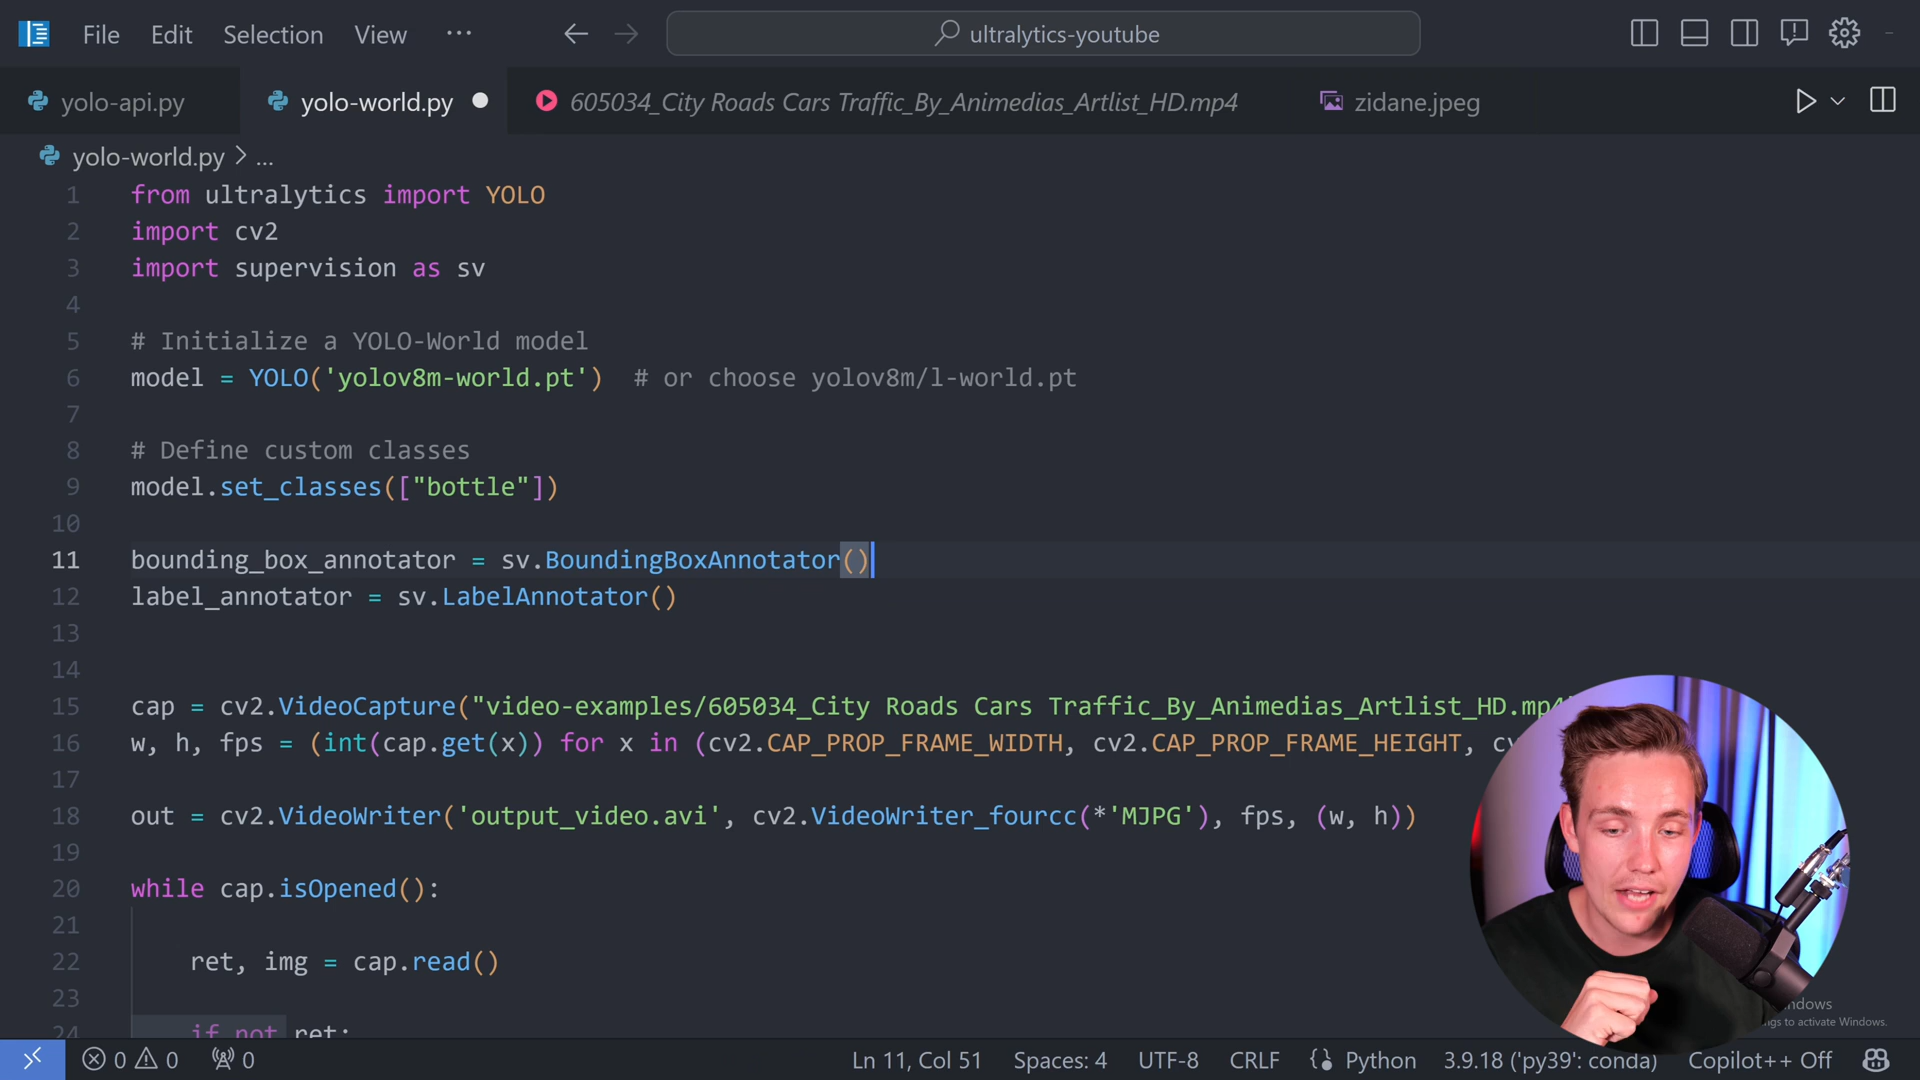 File Edit Selection View ··· ultralytics-youtube
yolo-api.py yolo-world.py 605034_City Roads Cars Traffic_By_Animedias_Artlist_HD.mp4 zidane.jpeg
yolo-world.py > ...
1 from ultralytics import YOLO
2 import cv2
3 import supervision as sv
4
5 # Initialize a YOLO-World model
6 model = YOLO('yolov8m-world.pt')  # or choose yolov8m/l-world.pt
7
8 # Define custom classes
9 model.set_classes(["bottle"])
10
11 bounding_box_annotator = sv.BoundingBoxAnnotator()
12 label_annotator = sv.LabelAnnotator()
13
14
15 cap = cv2.VideoCapture("video-examples/605034_City Roads Cars Traffic_By_Animedias_Artlist_HD.mp4
16 w, h, fps = (int(cap.get(x)) for x in (cv2.CAP_PROP_FRAME_WIDTH, cv2.CAP_PROP_FRAME_HEIGHT,
17
18 out = cv2.VideoWriter('output_video.avi', cv2.VideoWriter_fourcc(*'MJPG'), fps, (w, h))
19
20 while cap.isOpened():
21
22 ret, img = cap.read()
23
24 if not ret:
to activate Windows.
0 0 0 Ln 11, Col 51 Spaces: 4 UTF-8 CRLF Python 3.9.18 ('py39': conda) Copilot++ Off